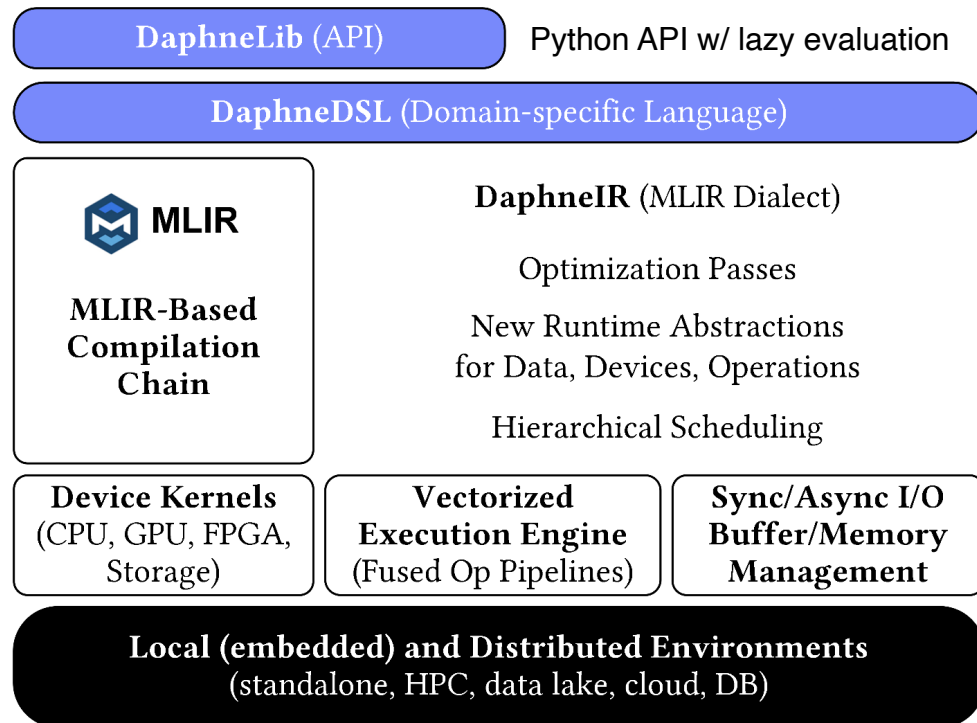 DaphneLib (API)
Python API w/ lazy evaluation
DaphneDSL (Domain-specific Language)
MLIR
MLIR-Based
Compilation
Chain
DaphneIR (MLIR Dialect)
Optimization Passes
New Runtime Abstractions
for Data, Devices, Operations
Hierarchical Scheduling
Device Kernels
(CPU, GPU, FPGA,
Storage)
Vectorized
Execution Engine
(Fused Op Pipelines)
Sync/Async I/O
Buffer/Memory
Management
Local (embedded) and Distributed Environments
(standalone, HPC, data lake, cloud, DB)